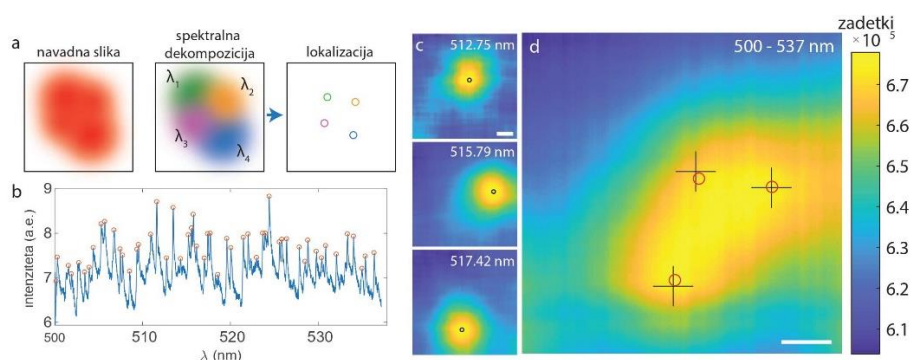 a
navadna slika
spektralna
dekompozicija
lokalizacija
λ1
λ2
λ3
λ4
b
intenziteta (a.e.)
9
8
7
6
500
510
520
530
λ (nm)
c
512.75 nm
515.79 nm
517.42 nm
d
500 - 537 nm
zadetki
× 10 5
6.7
6.6
6.5
6.4
6.3
6.2
6.1